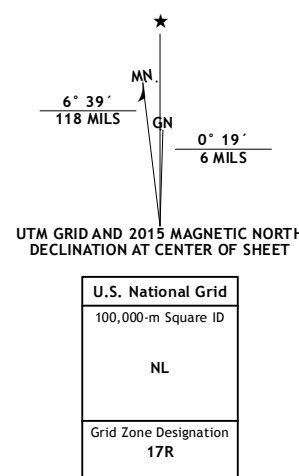 MN.
6° 39´
118 MILS
GN
0° 19´
6 MILS
UTM GRID AND 2015 MAGNETIC NORTH
DECLINATION AT CENTER OF SHEET
U.S. National Grid
100,000-m Square ID
NL
Grid Zone Designation
17R